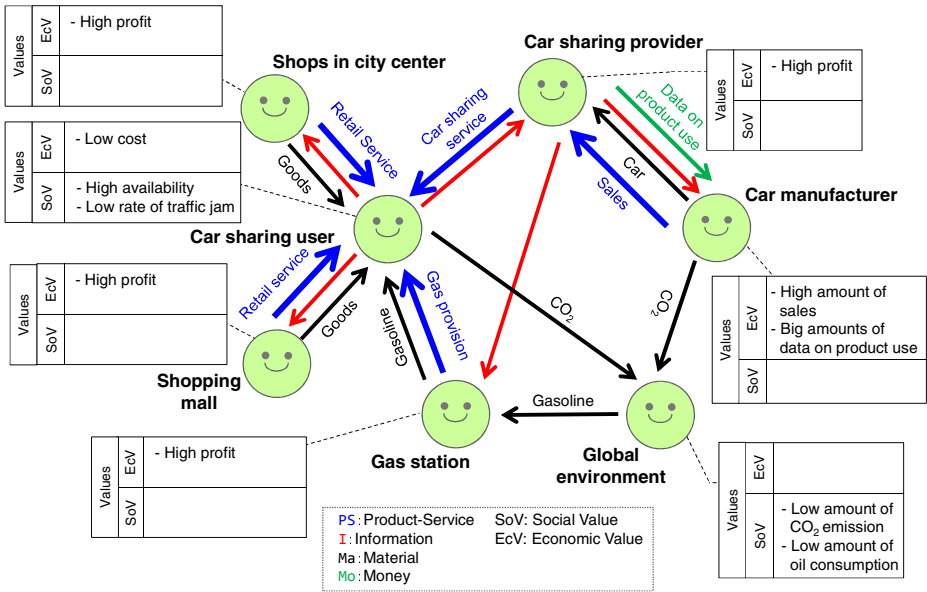 Values
EcV
- High profit
SoV
Shops in city center
Car sharing provider
Values
EcV
- High profit
SoV
Values
EcV
- Low cost
SoV
- High availability
- Low rate of traffic jam
Retail Service
Goods
Car sharing
service
Data on
product use
Car
Sales
Car manufacturer
Car sharing user
Values
EcV
- High profit
SoV
Retail service
Goods
Gasoline
Gas provision
CO2
CO2
Values
EcV
- High amount of
sales
- Big amounts of
data on product use
SoV
Shopping
mall
Gasoline
Gas station
Global
environment
Values
EcV
- High profit
SoV
Values
EcV
SoV
- Low amount of
CO2 emission
- Low amount of
oil consumption
PS: Product-Service SoV: Social Value
I: Information EcV: Economic Value
Ma: Material
Mo: Money